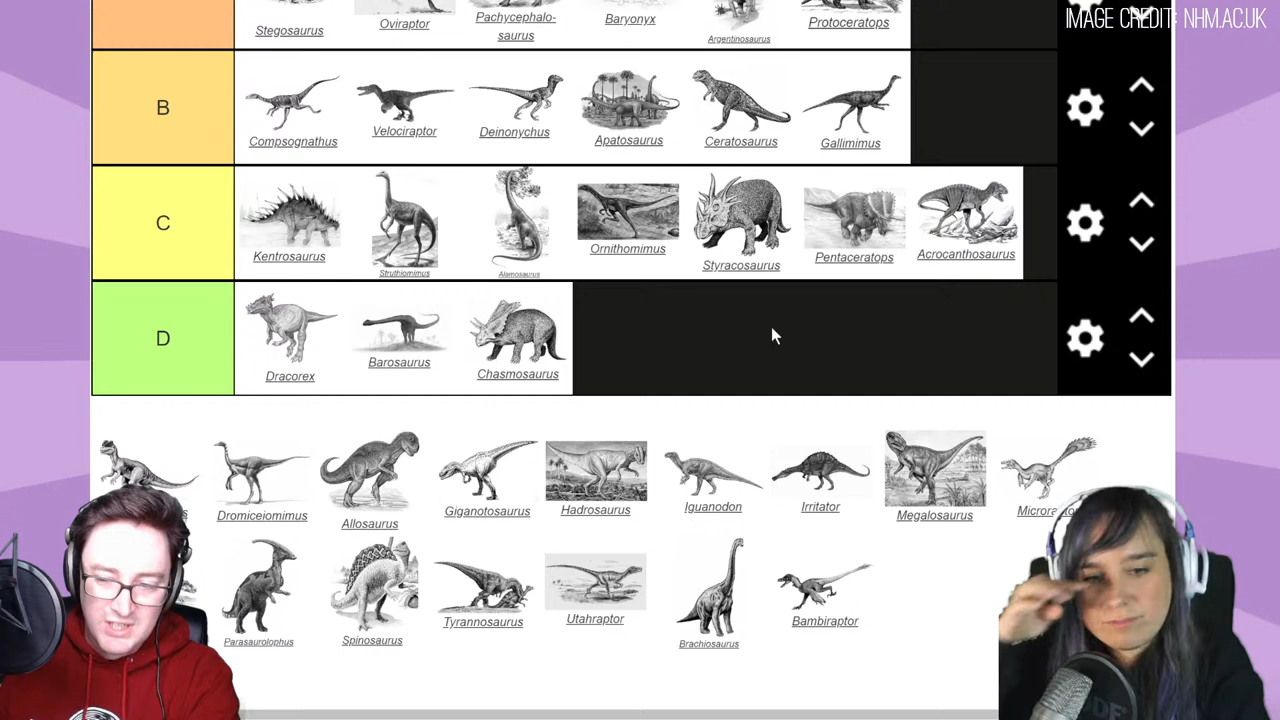 IMAGE CREDIT: NHM.AC.UK
Stegosaurus
Oviraptor
Pachycephalo-
saurus
Baryonyx
Argentinosaurus
Protoceratops
B
Compsognathus
Velociraptor
Deinonychus
Apatosaurus
Ceratosaurus
Gallimimus
C
Kentrosaurus
Struthiomimus
Alamosaurus
Ornithomimus
Styracosaurus
Pentaceratops
Acrocanthosaurus
D
Dracorex
Barosaurus
Chasmosaurus
Dromiceiomimus
Allosaurus
Giganotosaurus
Hadrosaurus
Iguanodon
Irritator
Megalosaurus
Parasaurolophus
Spinosaurus
Tyrannosaurus
Utahraptor
Brachiosaurus
Bambiraptor